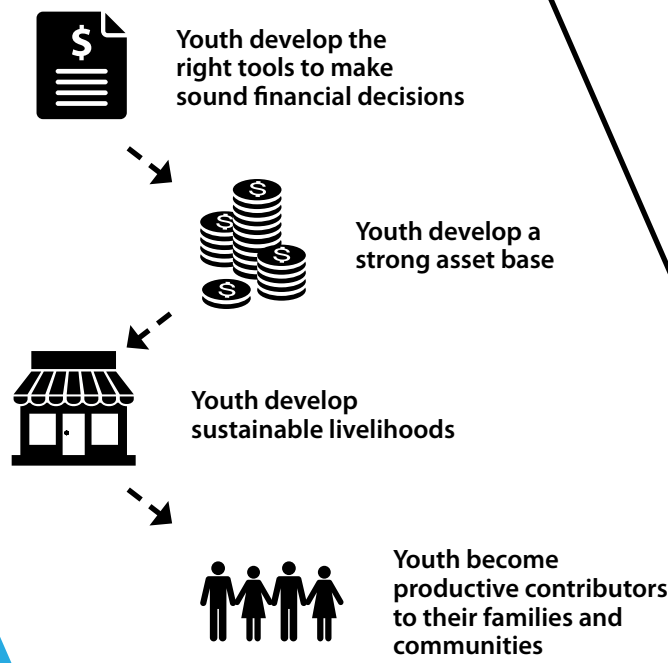 $
Youth develop the
right tools to make
sound financial decisions
$
$
$
$
Youth develop a
strong asset base
Youth develop
sustainable livelihoods
Youth become
productive contributors
to their families and
communities